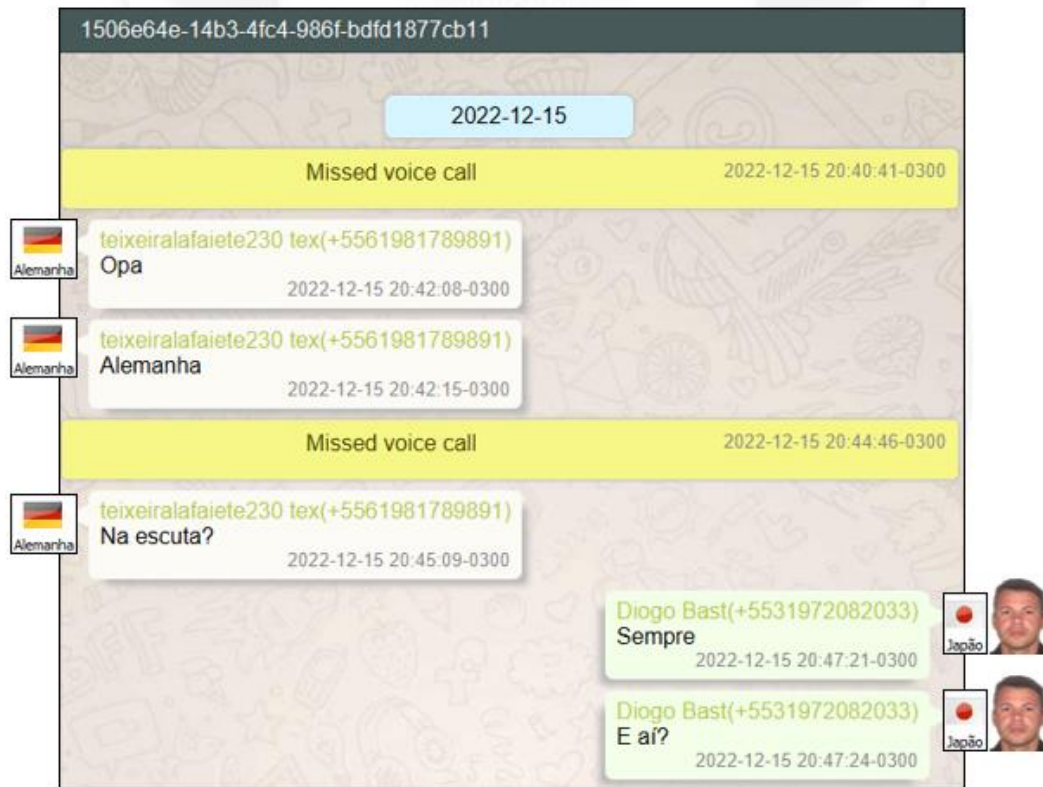 1506e64e-14b3-4fc4-986f-bdfd1877cb11
2022-12-15
Missed voice call 2022-12-15 20:40:41-0300
teixeiralafaiete230 tex(+5561981789891)
Alemanha
Opa
2022-12-15 20:42:08-0300
teixeiralafaiete230 tex(+5561981789891)
Alemanha
Alemanha
2022-12-15 20:42:15-0300
Missed voice call 2022-12-15 20:44:46-0300
teixeiralafaiete230 tex(+5561981789891)
Alemanha
Na escuta?
2022-12-15 20:45:09-0300
Diogo Bast(+5531972082033)
Sempre
Japão
2022-12-15 20:47:21-0300
Diogo Bast(+5531972082033)
E aí?
Japão
2022-12-15 20:47:24-0300